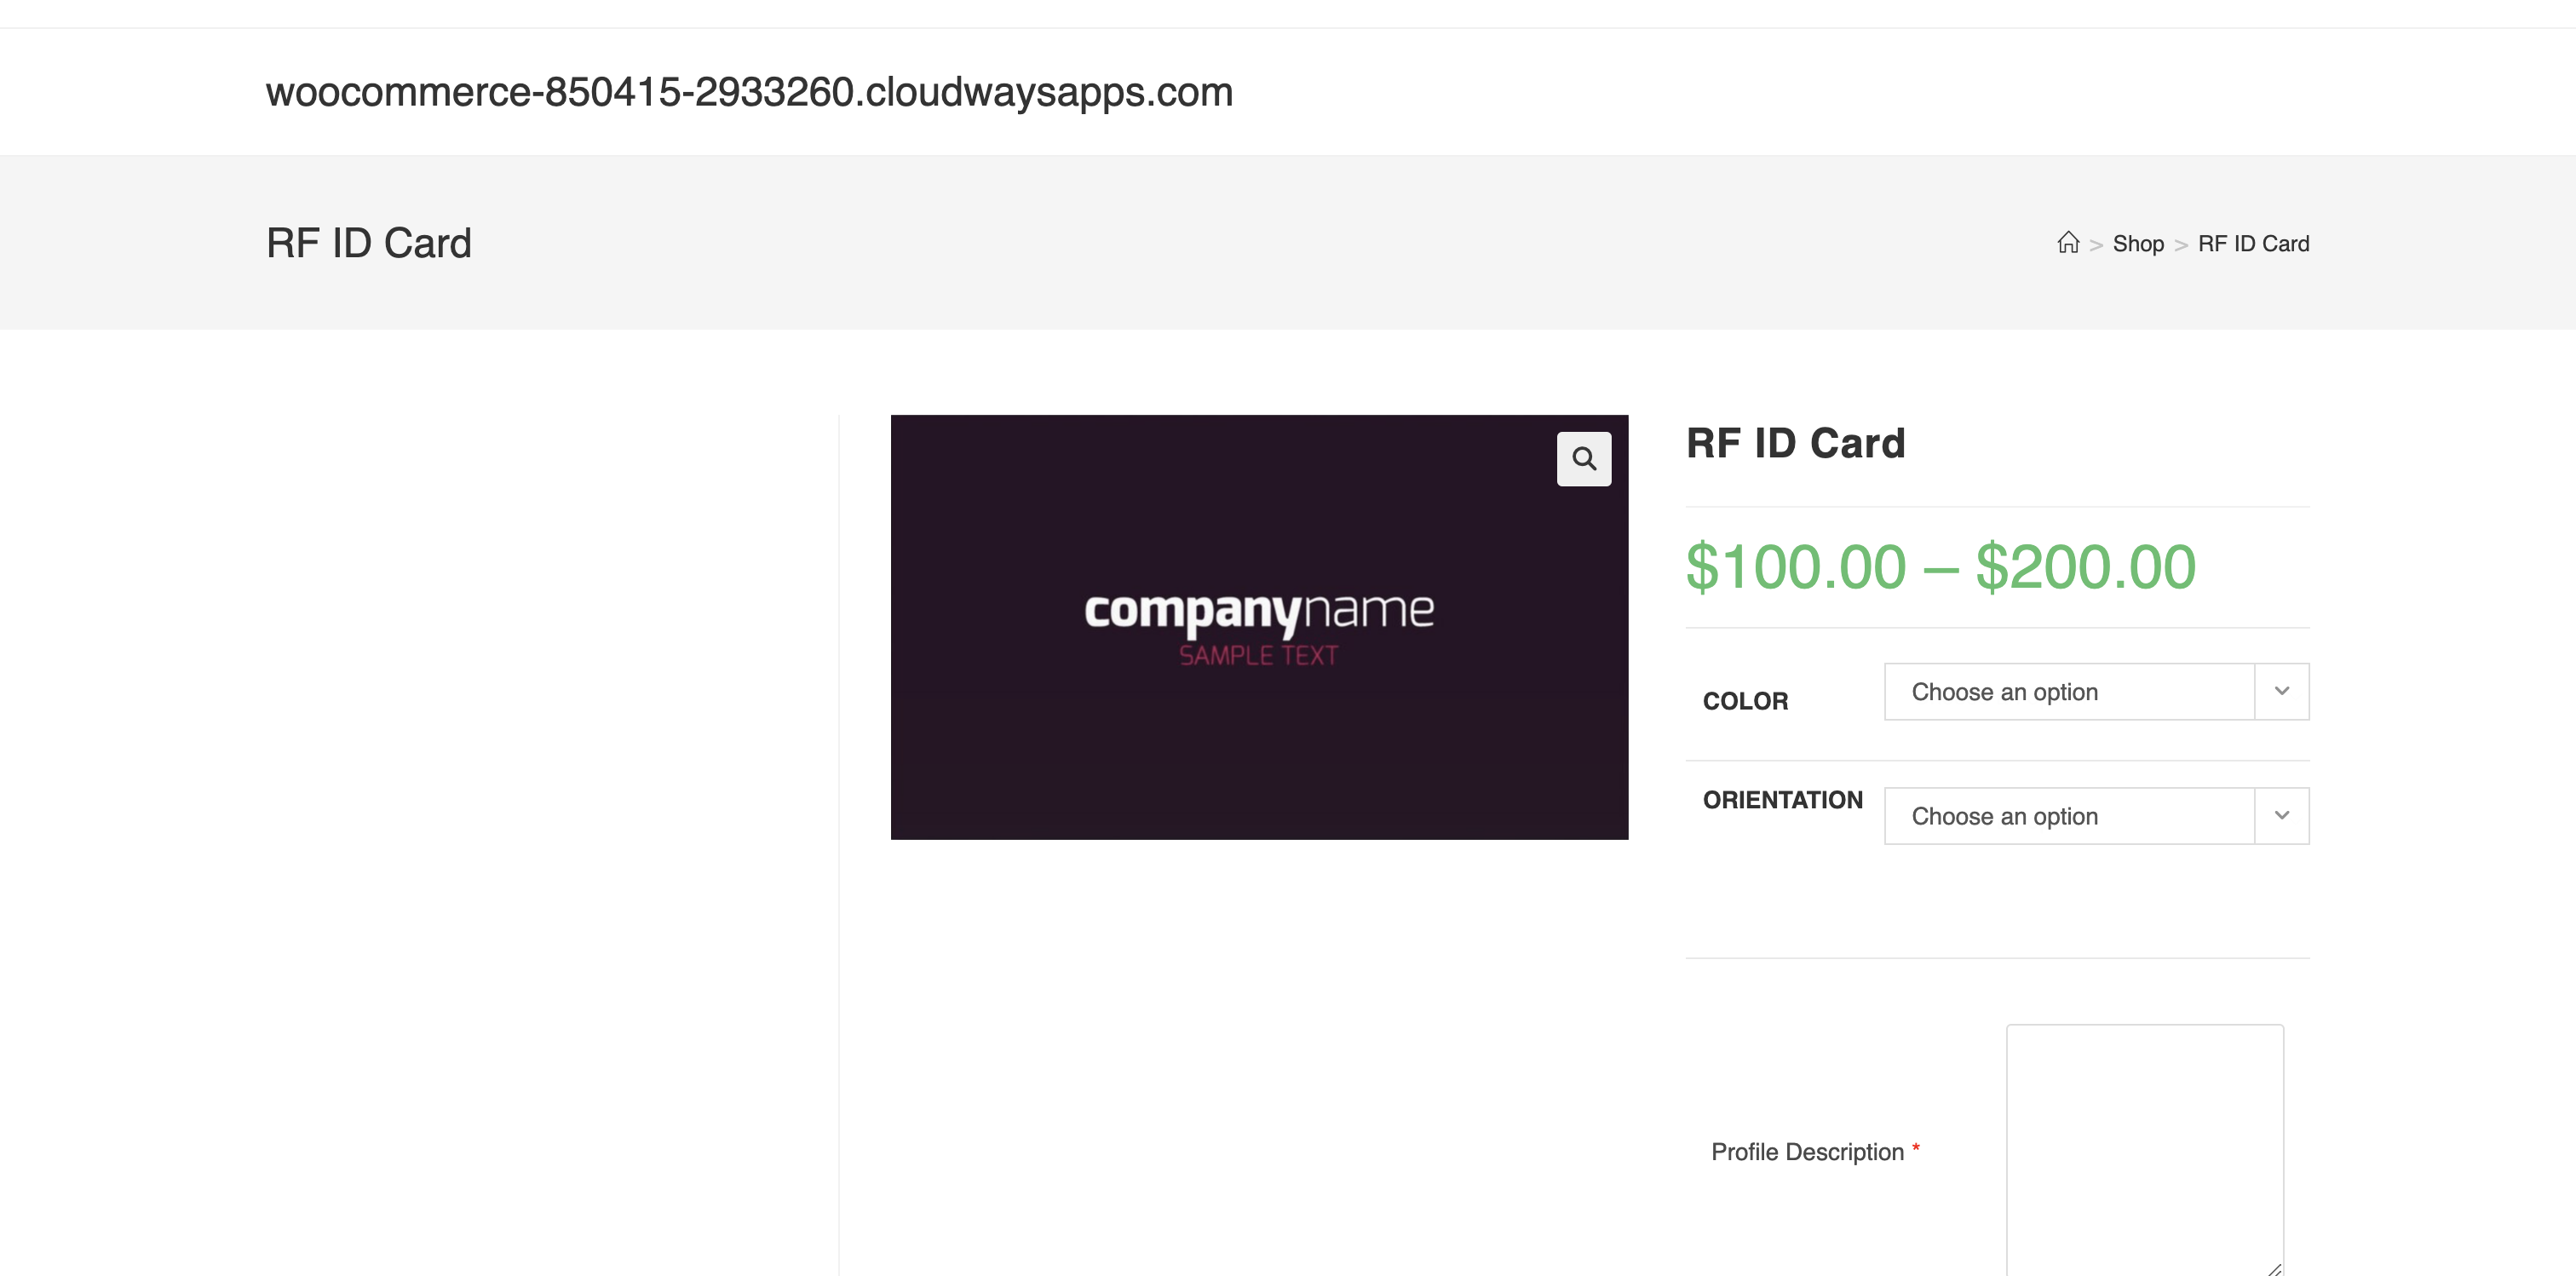 woocommerce-850415-2933260.cloudwaysapps.com
RF ID Card
> Shop > RF ID Card
companyname
SAMPLE TEXT
RF ID Card
$100.00 – $200.00
COLOR
Choose an option
ORIENTATION
Choose an option
Profile Description *